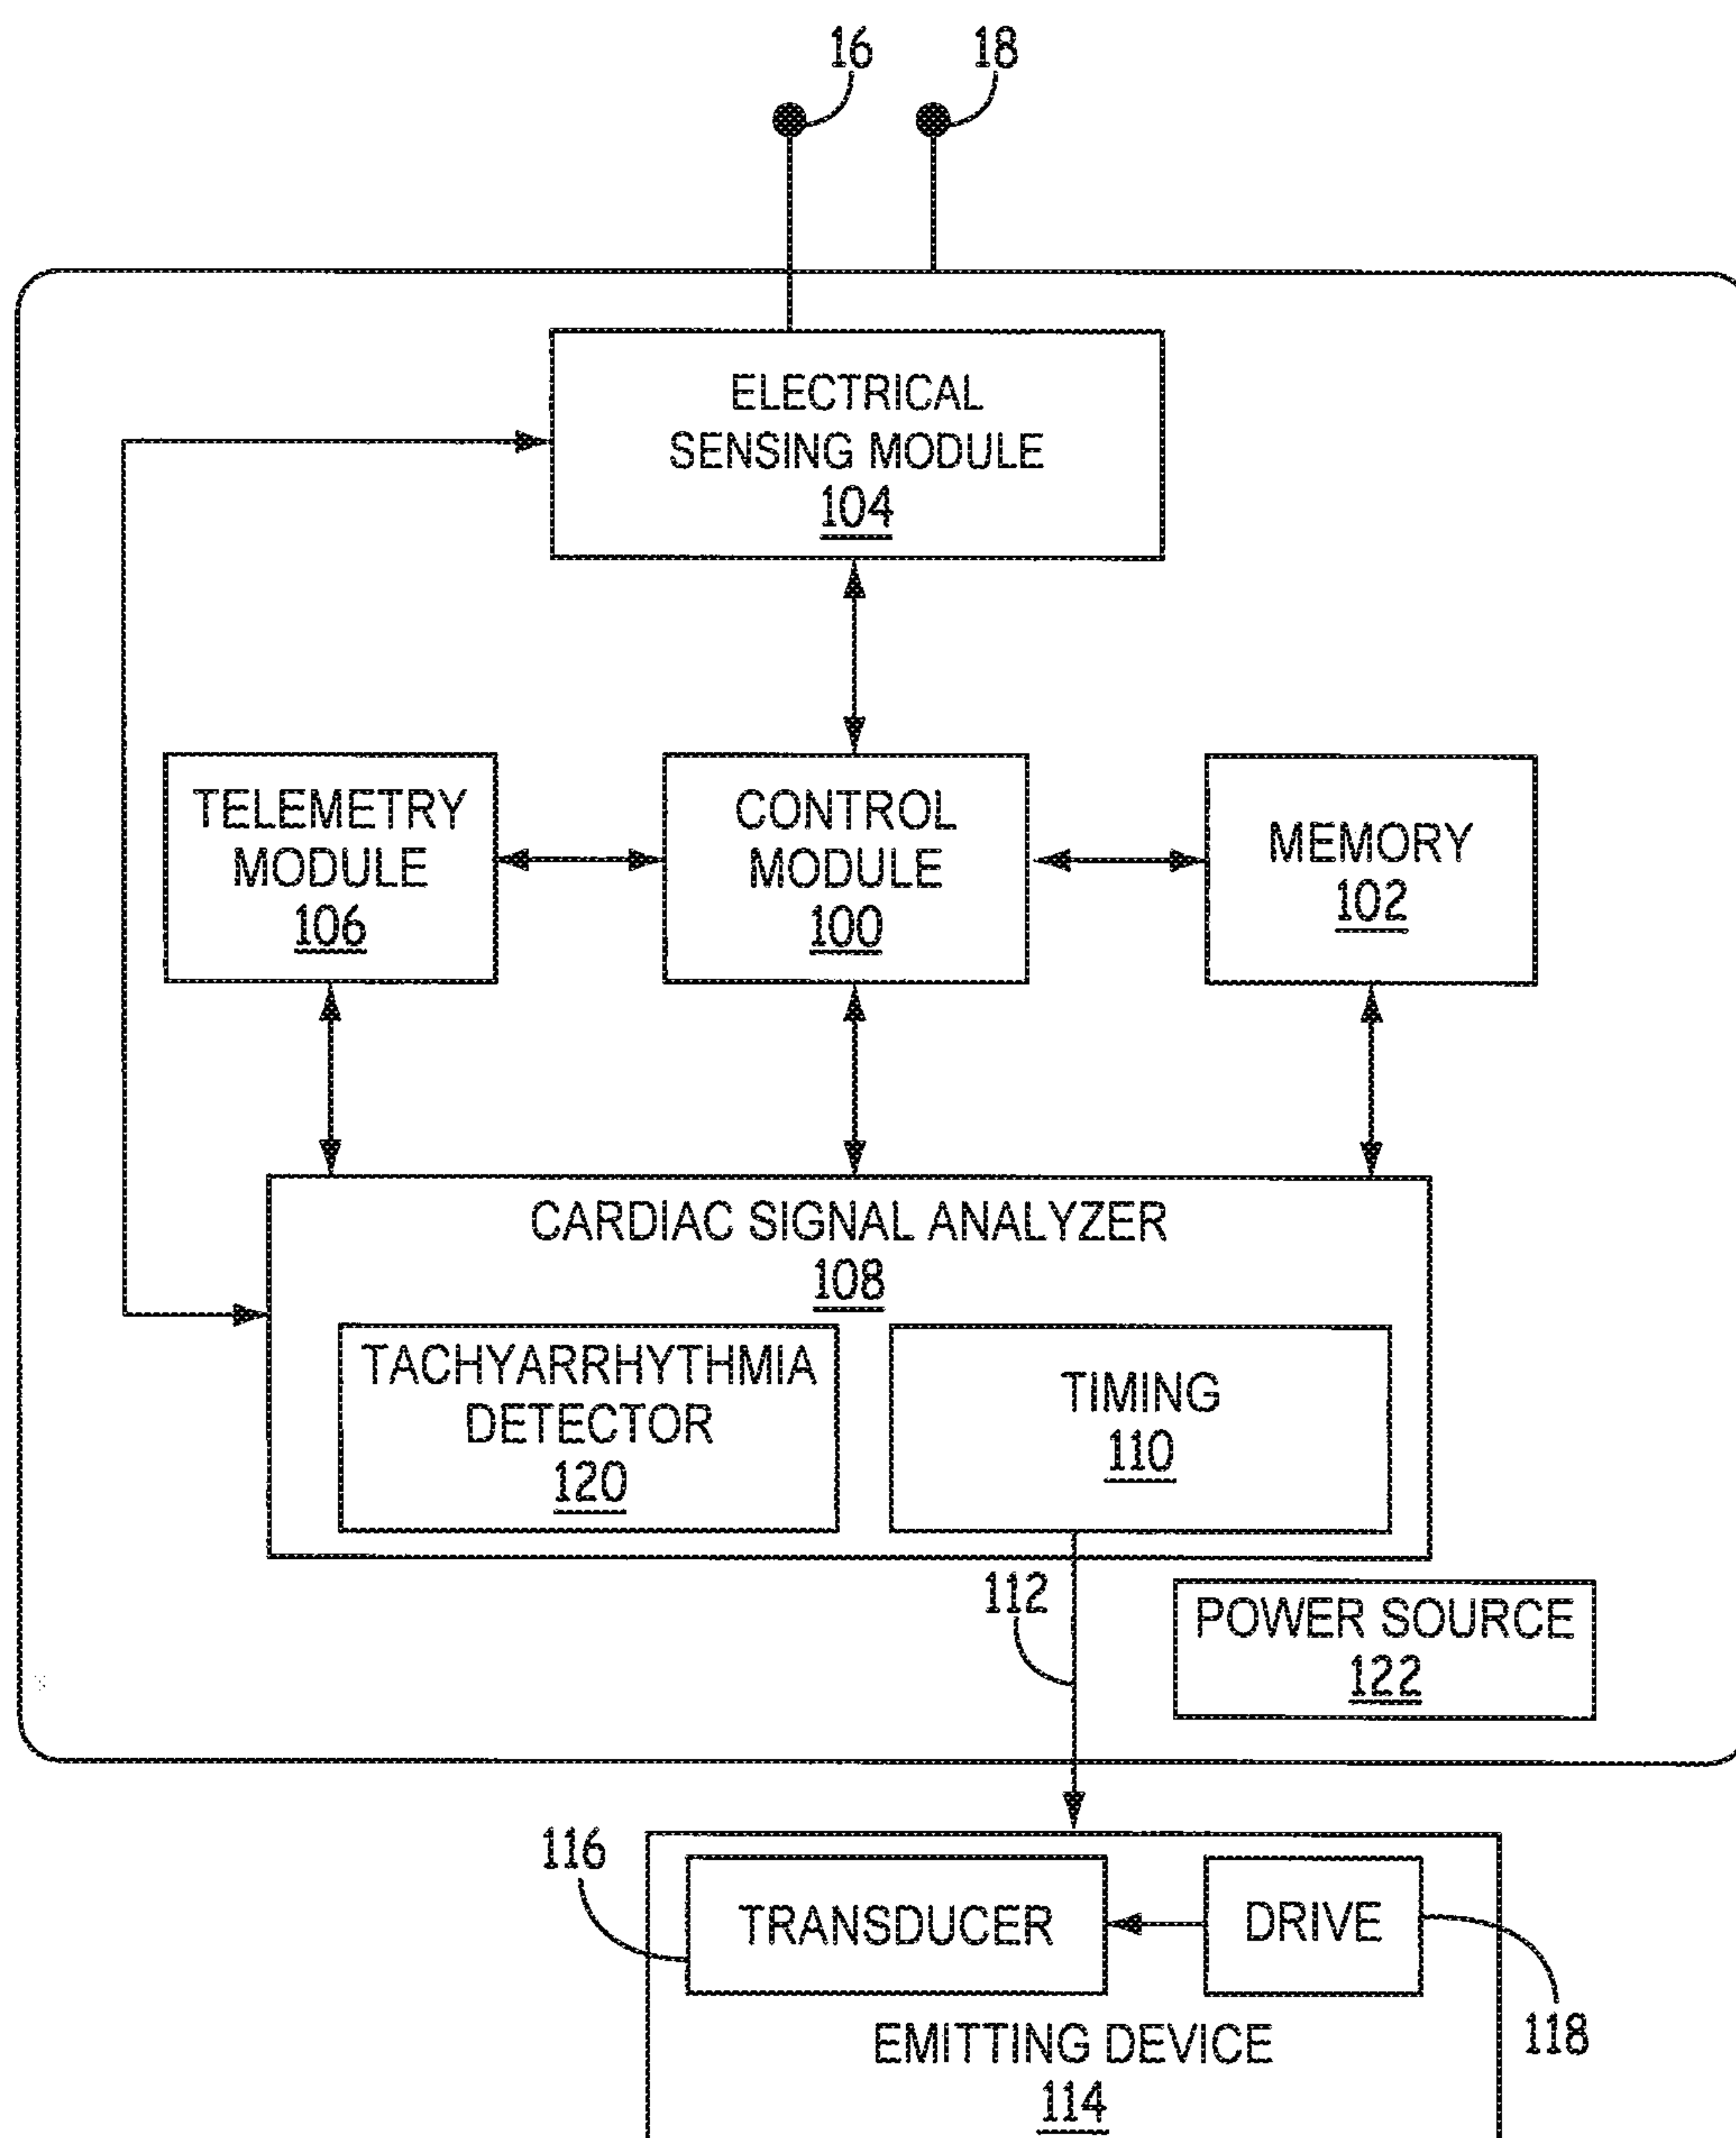 16
18
ELECTRICAL
SENSING MODULE
104
TELEMETRY
MODULE
106
CONTROL
MODULE
100
MEMORY
102
CARDIAC SIGNAL ANALYZER
108
TACHYARRHYTHMIA
DETECTOR
120
TIMING
110
112
POWER SOURCE
122
116
TRANSDUCER
DRIVE
118
EMITTING DEVICE
114